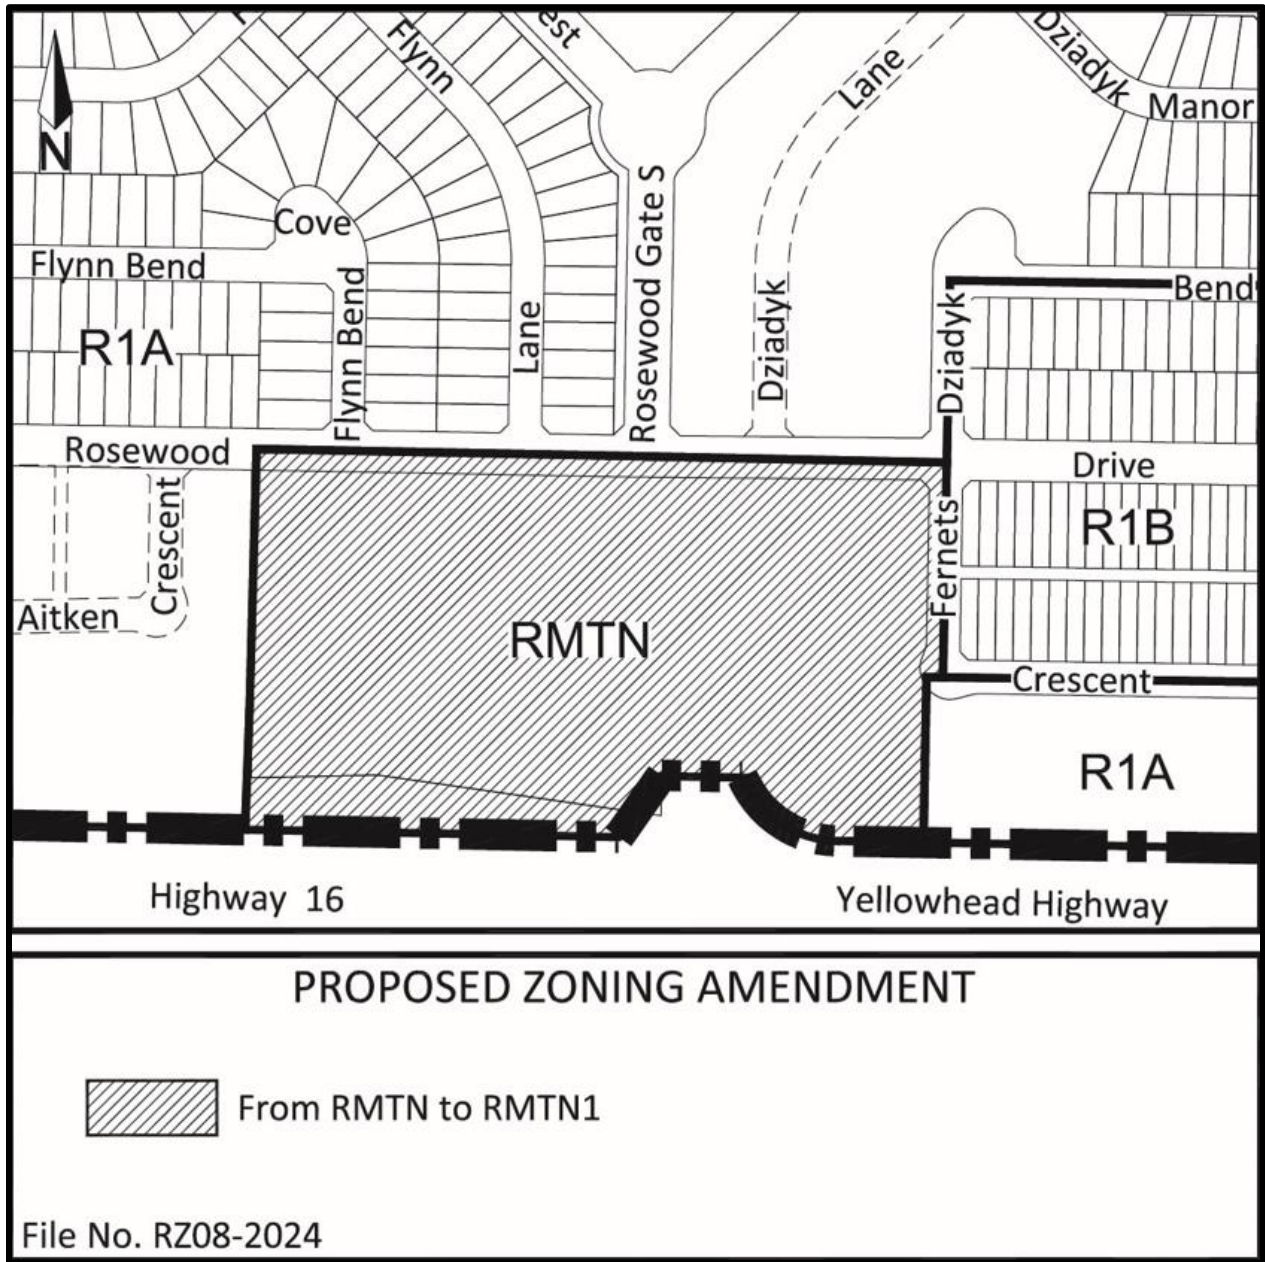 Flynn
est
Lane
Dziadyk
Manor
N
Cove
Flynn Bend
R1A
Flynn Bend
Lane
Rosewood Gate S
Dziadyk
Dziadyk
Bend
Rosewood
Drive
Crescent
Aitken
RMTN
Fernets
R1B
Crescent
R1A
Highway 16
Yellowhead Highway
PROPOSED ZONING AMENDMENT
From RMTN to RMTN1
File No. RZ08-2024